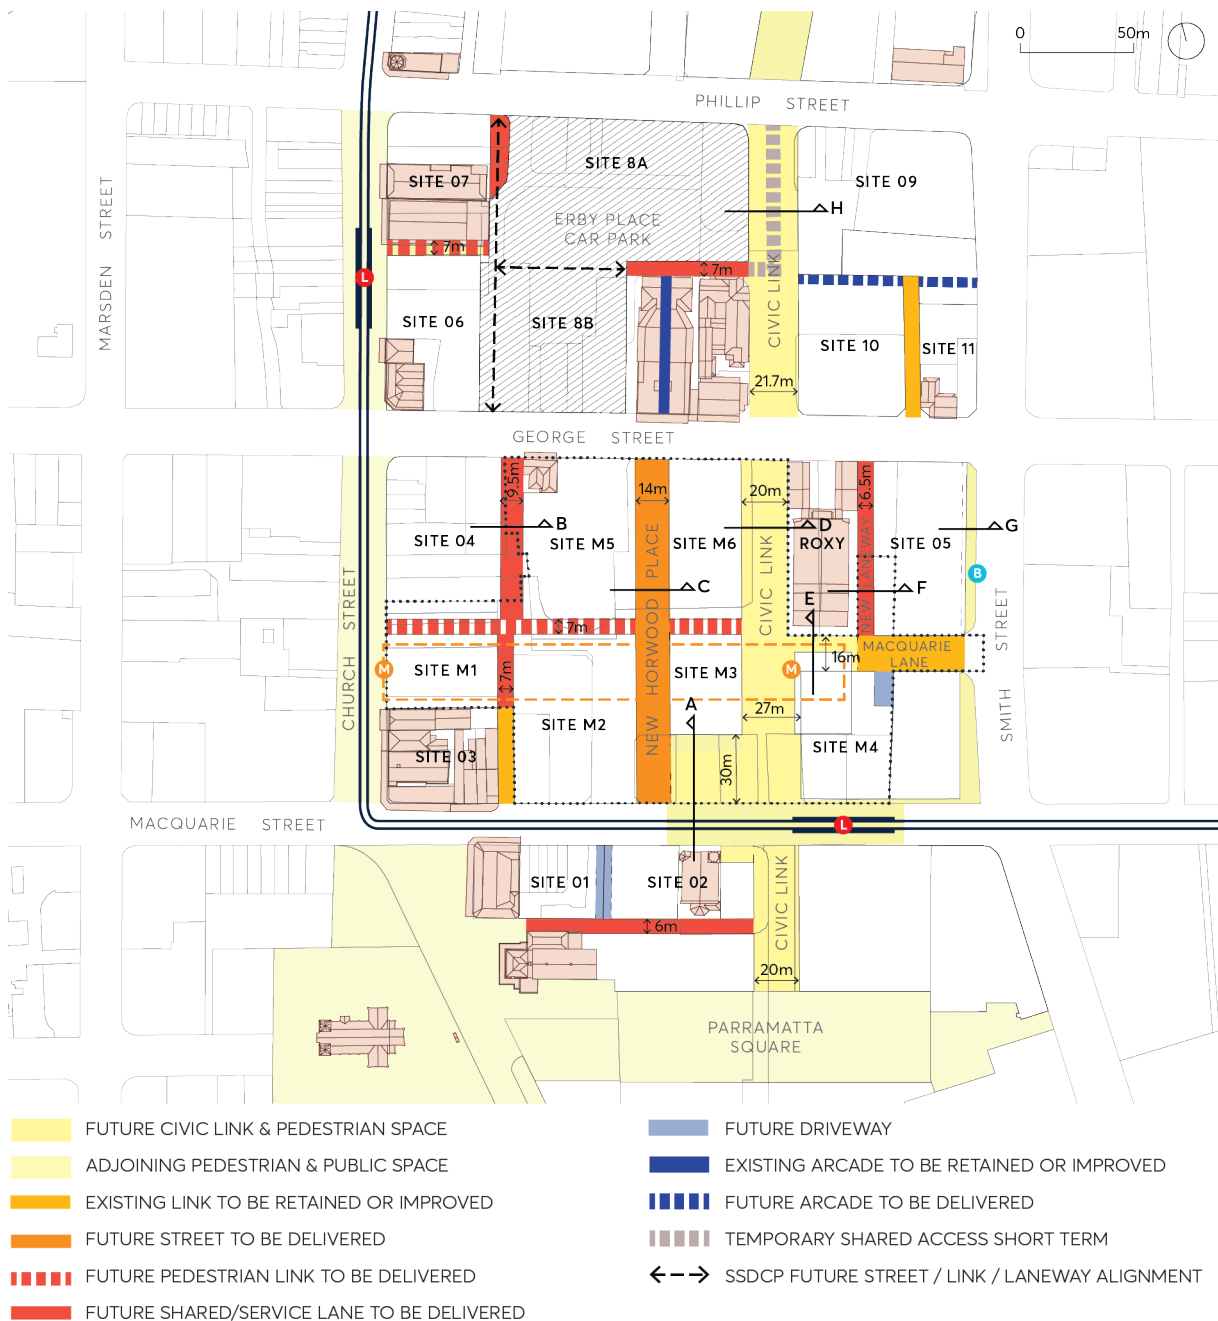 0 50m
PHILLIP STREET
SITE 8A
SITE 07
SITE 09
MARSDEN STREET
ERBY PLACE
CAR PARK
H
7m
7m
L
CIVIC LINK
SITE 06
SITE 8B
SITE 10
SITE 11
21.7m
GEORGE STREET
9.5m
14m
20m
6.5m
B
D
G
SITE 04
SITE M5
SITE M6
ROXY
SITE 05
NEW LANEWAY
B
C
E
F
CIVIC LINK
NEW HORWOOD PLACE
CHURCH STREET
SMITH STREET
7m
16m
MACQUARIE
LANE
M
SITE M1
7m
SITE M3
M
A
27m
SITE M2
SITE M4
SITE 03
30m
MACQUARIE STREET
L
SITE 01
SITE 02
CIVIC LINK
6m
20m
PARRAMATTA
SQUARE
FUTURE CIVIC LINK & PEDESTRIAN SPACE
ADJOINING PEDESTRIAN & PUBLIC SPACE
EXISTING LINK TO BE RETAINED OR IMPROVED
FUTURE STREET TO BE DELIVERED
FUTURE PEDESTRIAN LINK TO BE DELIVERED
FUTURE SHARED/SERVICE LANE TO BE DELIVERED
FUTURE DRIVEWAY
EXISTING ARCADE TO BE RETAINED OR IMPROVED
FUTURE ARCADE TO BE DELIVERED
TEMPORARY SHARED ACCESS SHORT TERM
SSDCP FUTURE STREET / LINK / LANEWAY ALIGNMENT